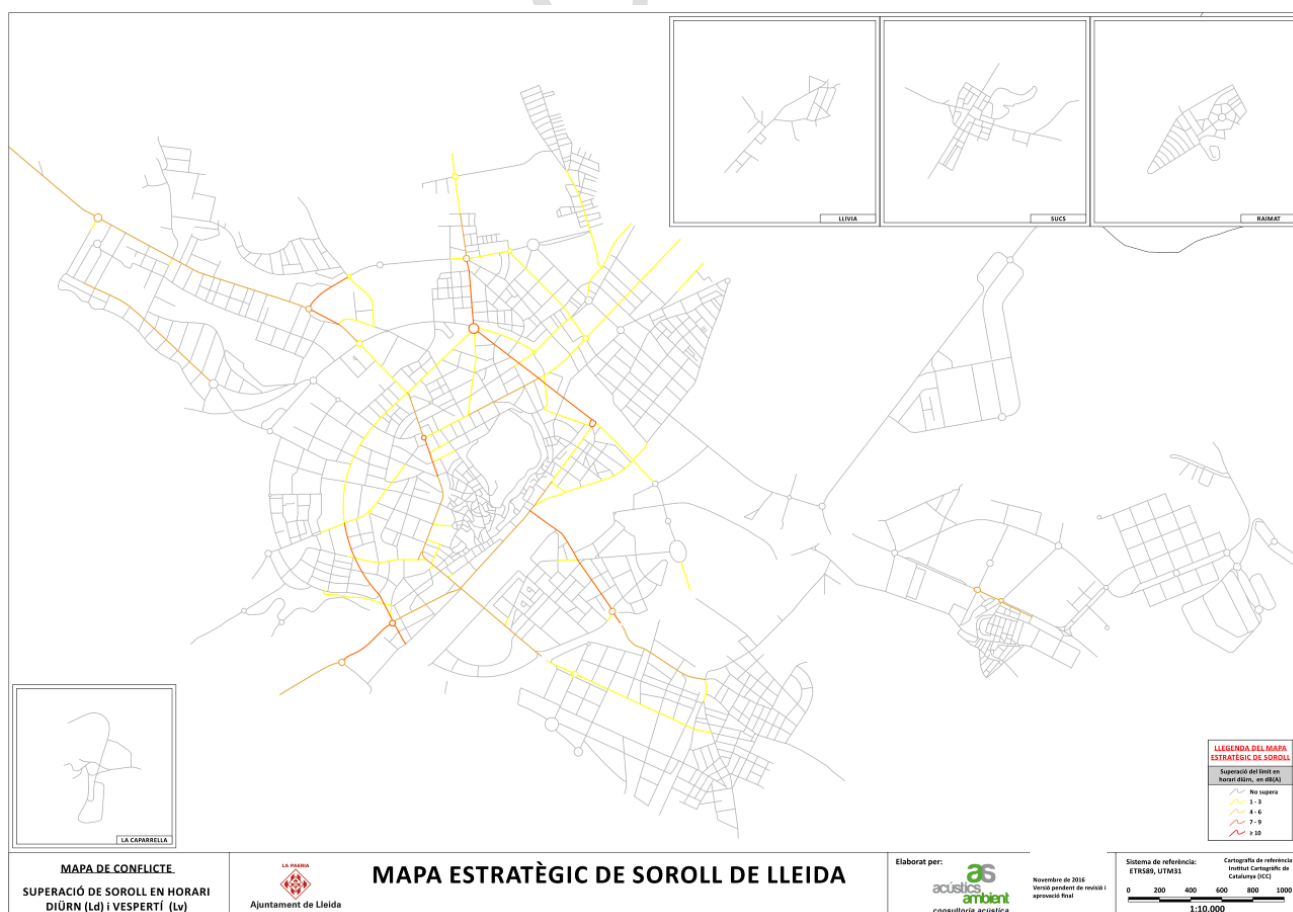 LLIVIA
SUCS
RAIMAT
LA CAPARRELLA
LLEGENDA DEL MAPA
ESTRATÈGIC DE SOROLL
Superació del límit en
horari diürn, en dB(A)
No supera
1 - 3
4 - 6
7 - 9
≥ 10
MAPA DE CONFLICTE
SUPERACIÓ DE SOROLL EN HORARI
DIÜRN (Ld) i VESPERTÍ (Lv)
LA PAERIA
Ajuntament de Lleida
MAPA ESTRATÈGIC DE SOROLL DE LLEIDA
Elaborat per:
as
acústics
ambient
consultoria acústica
Novembre de 2016
Versió pendent de revisió i
aprovació final
Sistema de referència:
ETRS89, UTM31
Cartografia de referència:
Institut Cartogràfic de
Catalunya (ICC)
0 200 400 600 800 1000
1:10.000